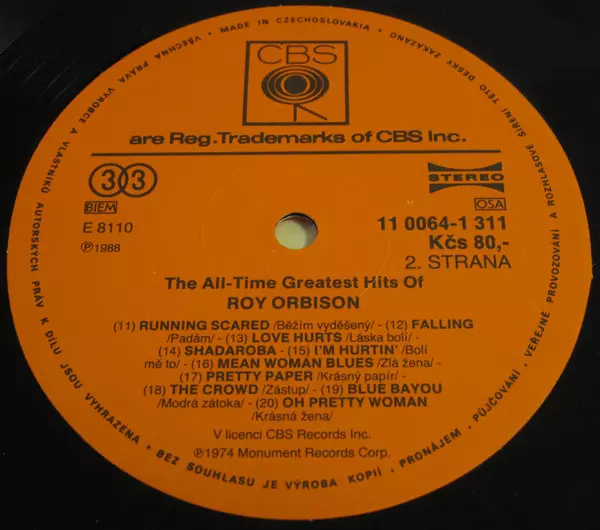 • MADE IN CZECHOSLOVAKIA • VŠECHNA PRÁVA VÝROBCE A VLASTNÍKŮ AUTORSKÝCH PRÁV K DÍLU JSOU VYHRAZENA • BEZ SOUHLASU JE VÝROBA KOPIÍ, PRONÁJEM, PŮJČOVÁNÍ, VEŘEJNÉ PROVOZOVÁNÍ A ROZHLASOVÉ ŠÍŘENÍ TÉTO DESKY ZAKÁZÁNO
CBS
are Reg.Trademarks of CBS Inc.
33
STEREO
BIEM
OSA
E 8110
11 0064-1 311
℗1988
Kčs 80,-
2. STRANA
The All-Time Greatest Hits Of
ROY ORBISON
(11) RUNNING SCARED /Běžím vyděšený/ - (12) FALLING
/Padám/ - (13) LOVE HURTS /Láska bolí/ -
(14) SHADAROBA - (15) I'M HURTIN' /Bolí
mě to/ - (16) MEAN WOMAN BLUES /Zlá žena/ -
(17) PRETTY PAPER /Krásný papír/ -
(18) THE CROWD /Zástup/ - (19) BLUE BAYOU
/Modrá zátoka/ - (20) OH PRETTY WOMAN
/Krásná žena/
V licenci CBS Records Inc.
℗1974 Monument Records Corp.